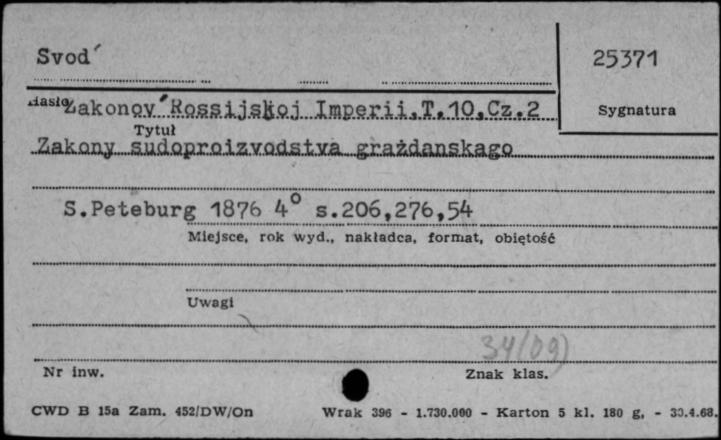 Svod´ 25371
Hasło Sygnatura
Zakonov´ Rossijskoj Imperii.T.10.Cz.2
Tytuł
Zakony sudoproizvodstva grażdanskago
S.Peteburg 1876 4° s.206,276,54
Miejsce, rok wyd., nakładca, format, objętość
Uwagi
34(09)
Nr inw. Znak klas.
CWD B 15a Zam. 452/DW/On Wrak 396 - 1.730.000 - Karton 5 kl. 180 g, - 30.4.68.